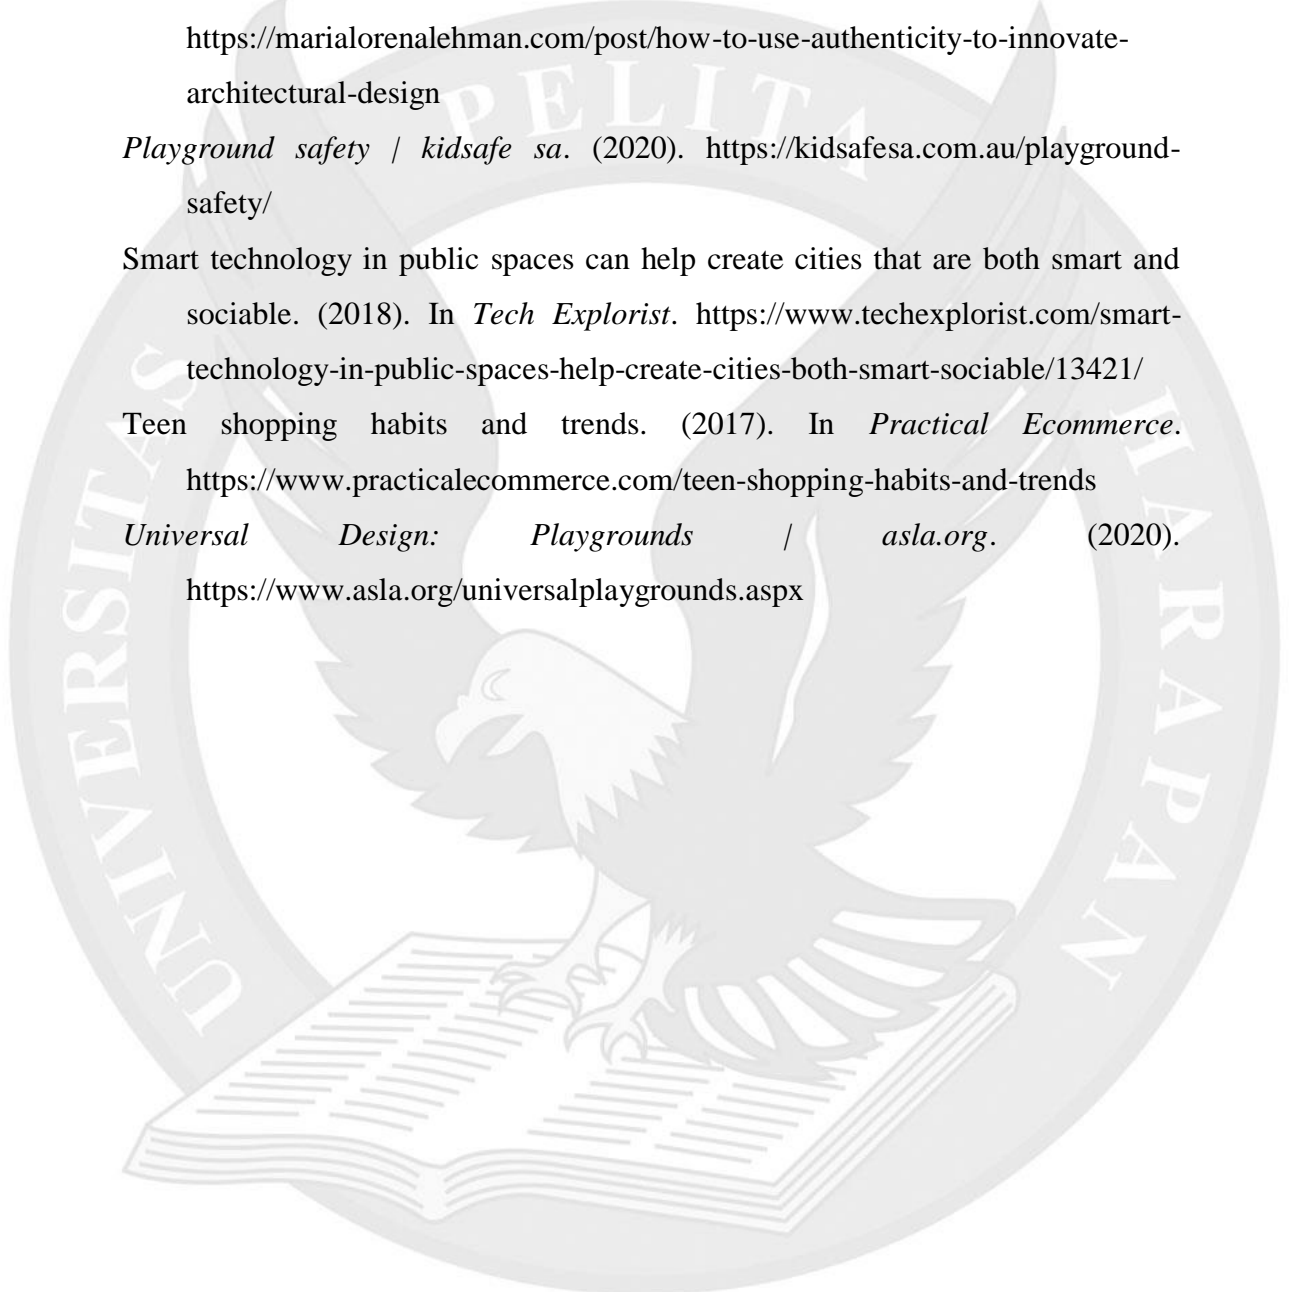 https://marialorenalehman.com/post/how-to-use-authenticity-to-innovate-
architectural-design
Playground safety | kidsafe sa. (2020). https://kidsafesa.com.au/playground-
safety/
Smart technology in public spaces can help create cities that are both smart and
sociable. (2018). In Tech Explorist. https://www.techexplorist.com/smart-
technology-in-public-spaces-help-create-cities-both-smart-sociable/13421/
Teen shopping habits and trends. (2017). In Practical Ecommerce.
https://www.practicalecommerce.com/teen-shopping-habits-and-trends
Universal Design: Playgrounds | asla.org. (2020).
https://www.asla.org/universalplaygrounds.aspx
UNIVERSITAS PELITA HARAPAN